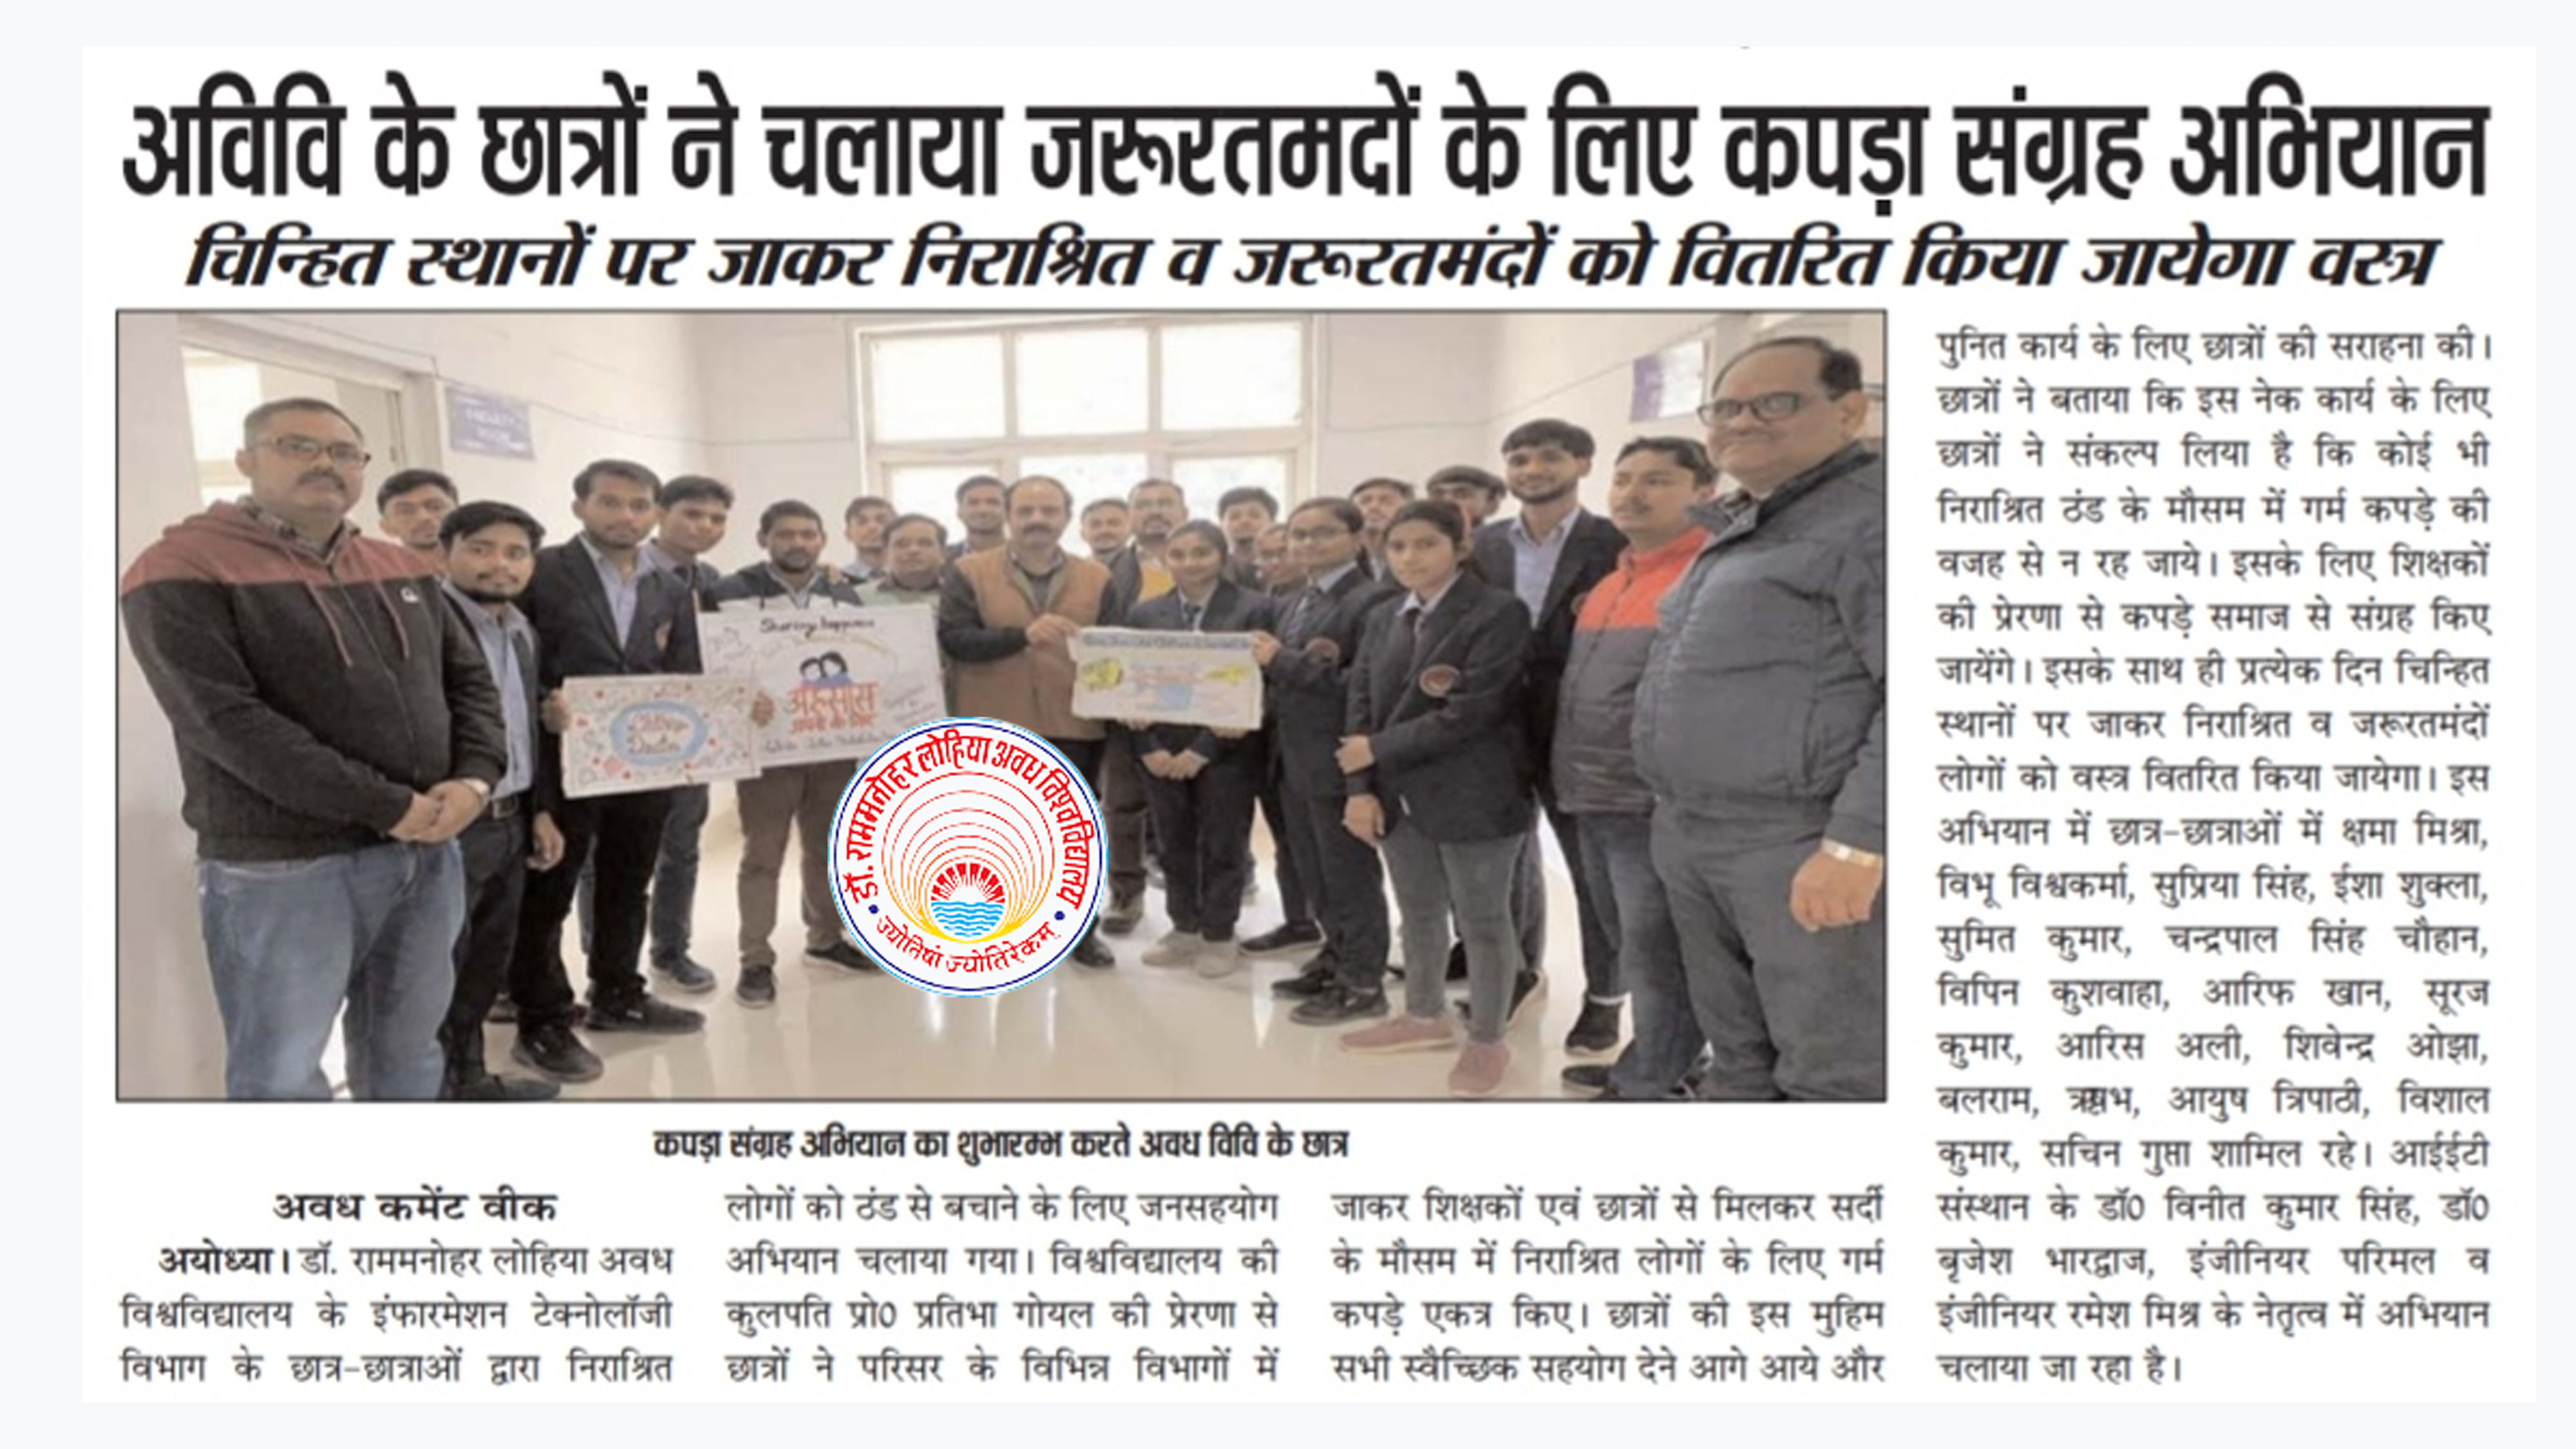 अविवि के छात्रों ने चलाया जरूरतमदों के लिए कपड़ा संग्रह अभियान
चिन्हित स्थानों पर जाकर निराश्रित व जरूरतमंदों को वितरित किया जायेगा वस्त्र
FACULTY
Sharing happiness
अहसास
अपनों के लिए
डॉ. राममनोहर लोहिया अवध विश्वविद्यालय
ज्योतिषां ज्योतिरेकम्
कपड़ा संग्रह अभियान का शुभारम्भ करते अवध विवि के छात्र
अवध कमेंट वीक
अयोध्या। डॉ. राममनोहर लोहिया अवध
विश्वविद्यालय के इंफारमेशन टेक्नोलॉजी
विभाग के छात्र-छात्राओं द्वारा निराश्रित
लोगों को ठंड से बचाने के लिए जनसहयोग
अभियान चलाया गया। विश्वविद्यालय की
कुलपति प्रो0 प्रतिभा गोयल की प्रेरणा से
छात्रों ने परिसर के विभिन्न विभागों में
जाकर शिक्षकों एवं छात्रों से मिलकर सर्दी
के मौसम में निराश्रित लोगों के लिए गर्म
कपड़े एकत्र किए। छात्रों की इस मुहिम
सभी स्वैच्छिक सहयोग देने आगे आये और
पुनित कार्य के लिए छात्रों की सराहना की।
छात्रों ने बताया कि इस नेक कार्य के लिए
छात्रों ने संकल्प लिया है कि कोई भी
निराश्रित ठंड के मौसम में गर्म कपड़े की
वजह से न रह जाये। इसके लिए शिक्षकों
की प्रेरणा से कपड़े समाज से संग्रह किए
जायेंगे। इसके साथ ही प्रत्येक दिन चिन्हित
स्थानों पर जाकर निराश्रित व जरूरतमंदों
लोगों को वस्त्र वितरित किया जायेगा। इस
अभियान में छात्र-छात्राओं में क्षमा मिश्रा,
विभू विश्वकर्मा, सुप्रिया सिंह, ईशा शुक्ला,
सुमित कुमार, चन्द्रपाल सिंह चौहान,
विपिन कुशवाहा, आरिफ खान, सूरज
कुमार, आरिस अली, शिवेन्द्र ओझा,
बलराम, ऋषभ, आयुष त्रिपाठी, विशाल
कुमार, सचिन गुप्ता शामिल रहे। आईईटी
संस्थान के डॉ0 विनीत कुमार सिंह, डॉ0
बृजेश भारद्वाज, इंजीनियर परिमल व
इंजीनियर रमेश मिश्र के नेतृत्व में अभियान
चलाया जा रहा है।